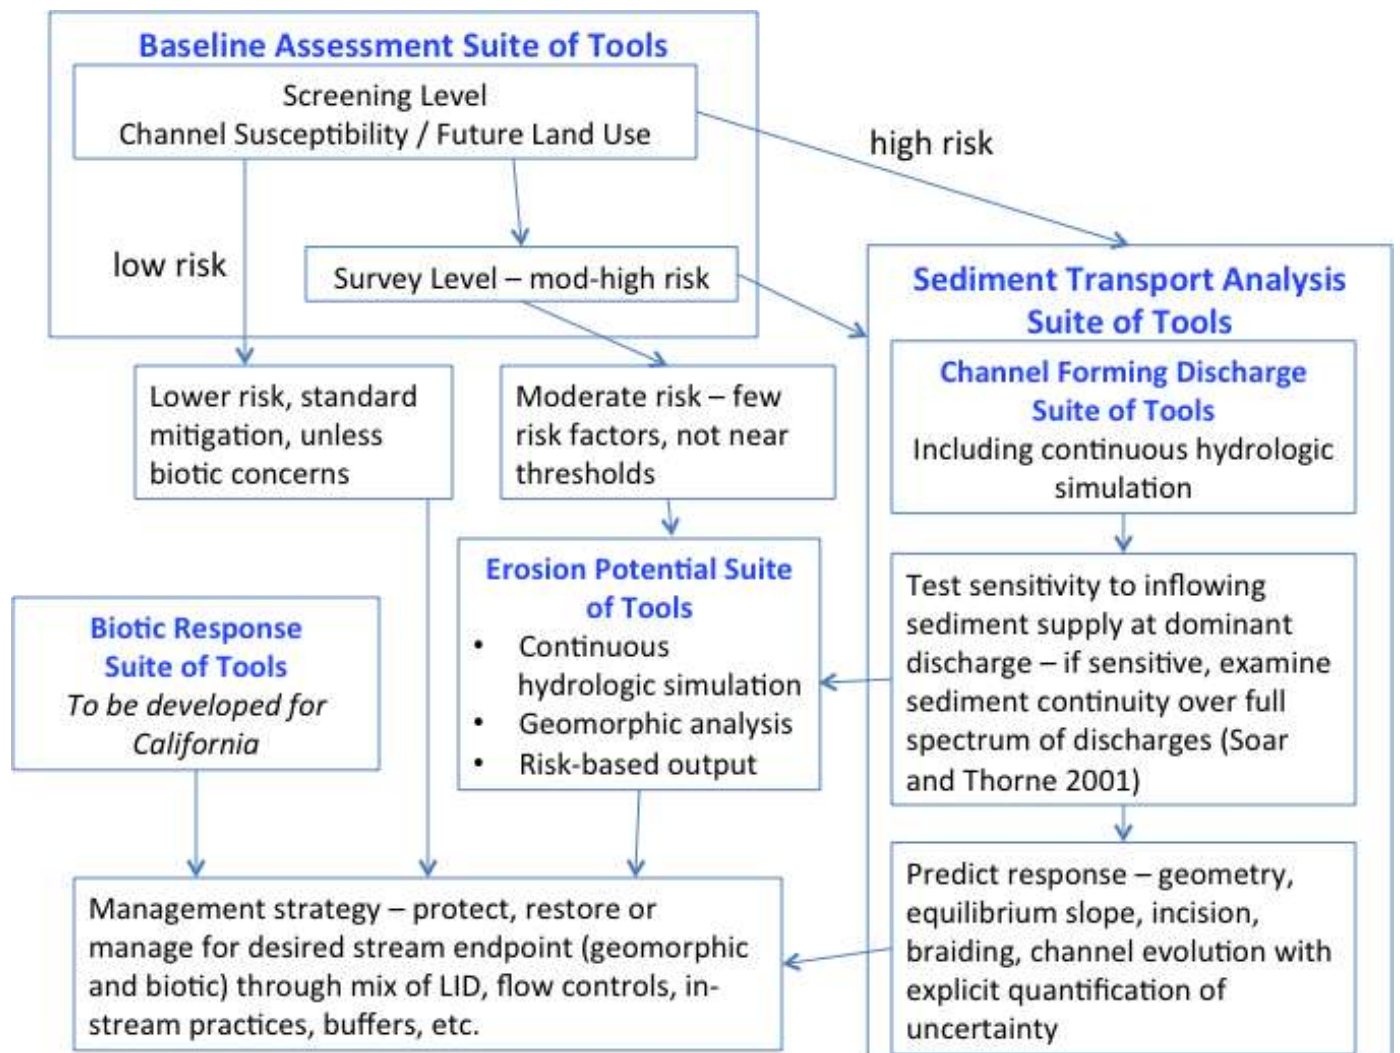 Baseline Assessment Suite of Tools
Screening Level
Channel Susceptibility / Future Land Use
high risk
low risk
Survey Level – mod-high risk
Lower risk, standard
mitigation, unless
biotic concerns
Moderate risk – few
risk factors, not near
thresholds
Sediment Transport Analysis
Suite of Tools
Channel Forming Discharge
Suite of Tools
Including continuous hydrologic
simulation
Erosion Potential Suite
of Tools
• Continuous
hydrologic simulation
• Geomorphic analysis
• Risk-based output
Test sensitivity to inflowing
sediment supply at dominant
discharge – if sensitive, examine
sediment continuity over full
spectrum of discharges (Soar
and Thorne 2001)
Biotic Response
Suite of Tools
To be developed for
California
Management strategy – protect, restore or
manage for desired stream endpoint (geomorphic
and biotic) through mix of LID, flow controls, in-
stream practices, buffers, etc.
Predict response – geometry,
equilibrium slope, incision,
braiding, channel evolution with
explicit quantification of
uncertainty